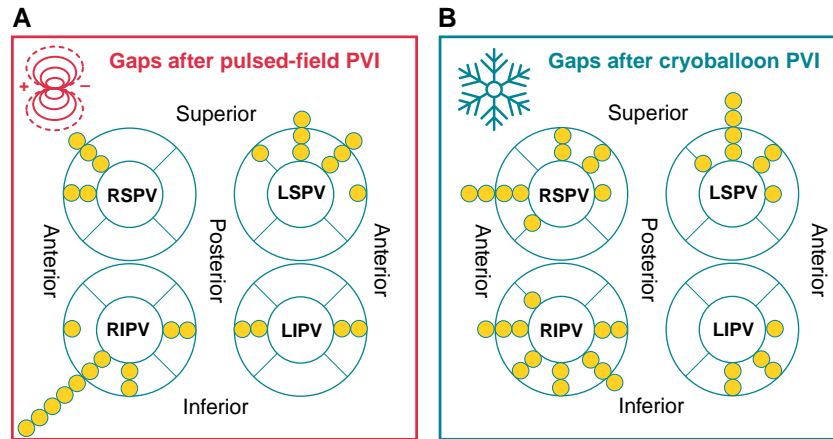 A
Gaps after pulsed-field PVI
+ −
Superior
RSPV
LSPV
Anterior
Posterior
Anterior
RIPV
LIPV
Inferior
B
Gaps after cryoballoon PVI
Superior
RSPV
LSPV
Anterior
Posterior
Anterior
RIPV
LIPV
Inferior